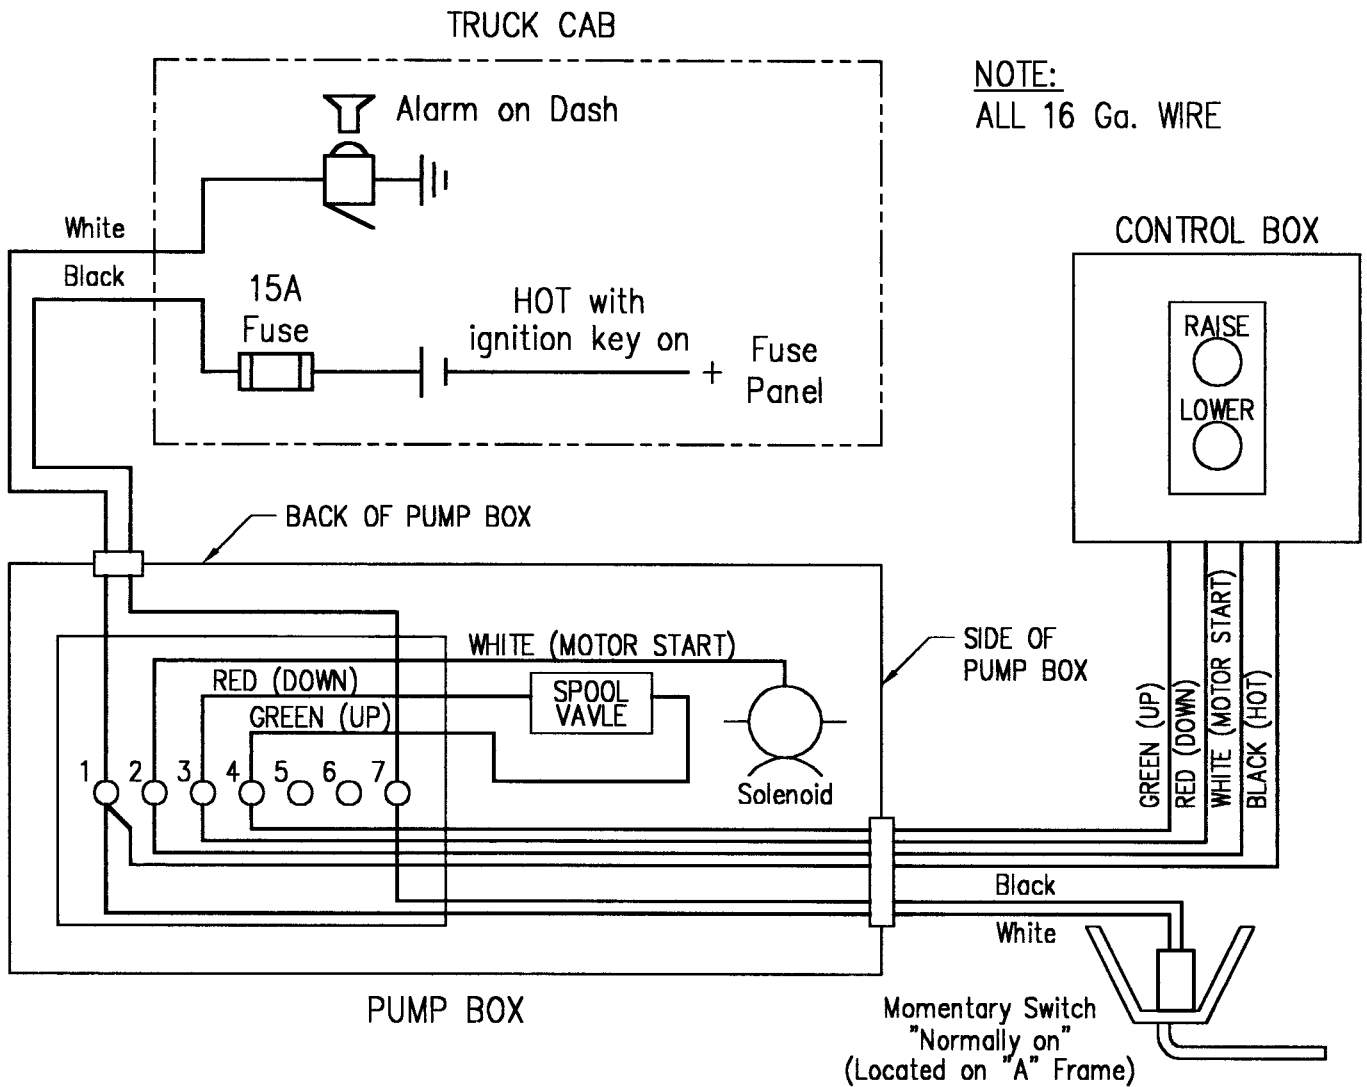 TRUCK CAB
NOTE:
ALL 16 Ga. WIRE
Alarm on Dash
White
Black
15A
Fuse
HOT with
ignition key on
+
Fuse
Panel
CONTROL BOX
RAISE
LOWER
BACK OF PUMP BOX
SIDE OF
PUMP BOX
WHITE (MOTOR START)
RED (DOWN)
GREEN (UP)
SPOOL
VAVLE
1 2 3 4 5 6 7
Solenoid
GREEN (UP)
RED (DOWN)
WHITE (MOTOR START)
BLACK (HOT)
Black
White
PUMP BOX
Momentary Switch
"Normally on"
(Located on "A" Frame)